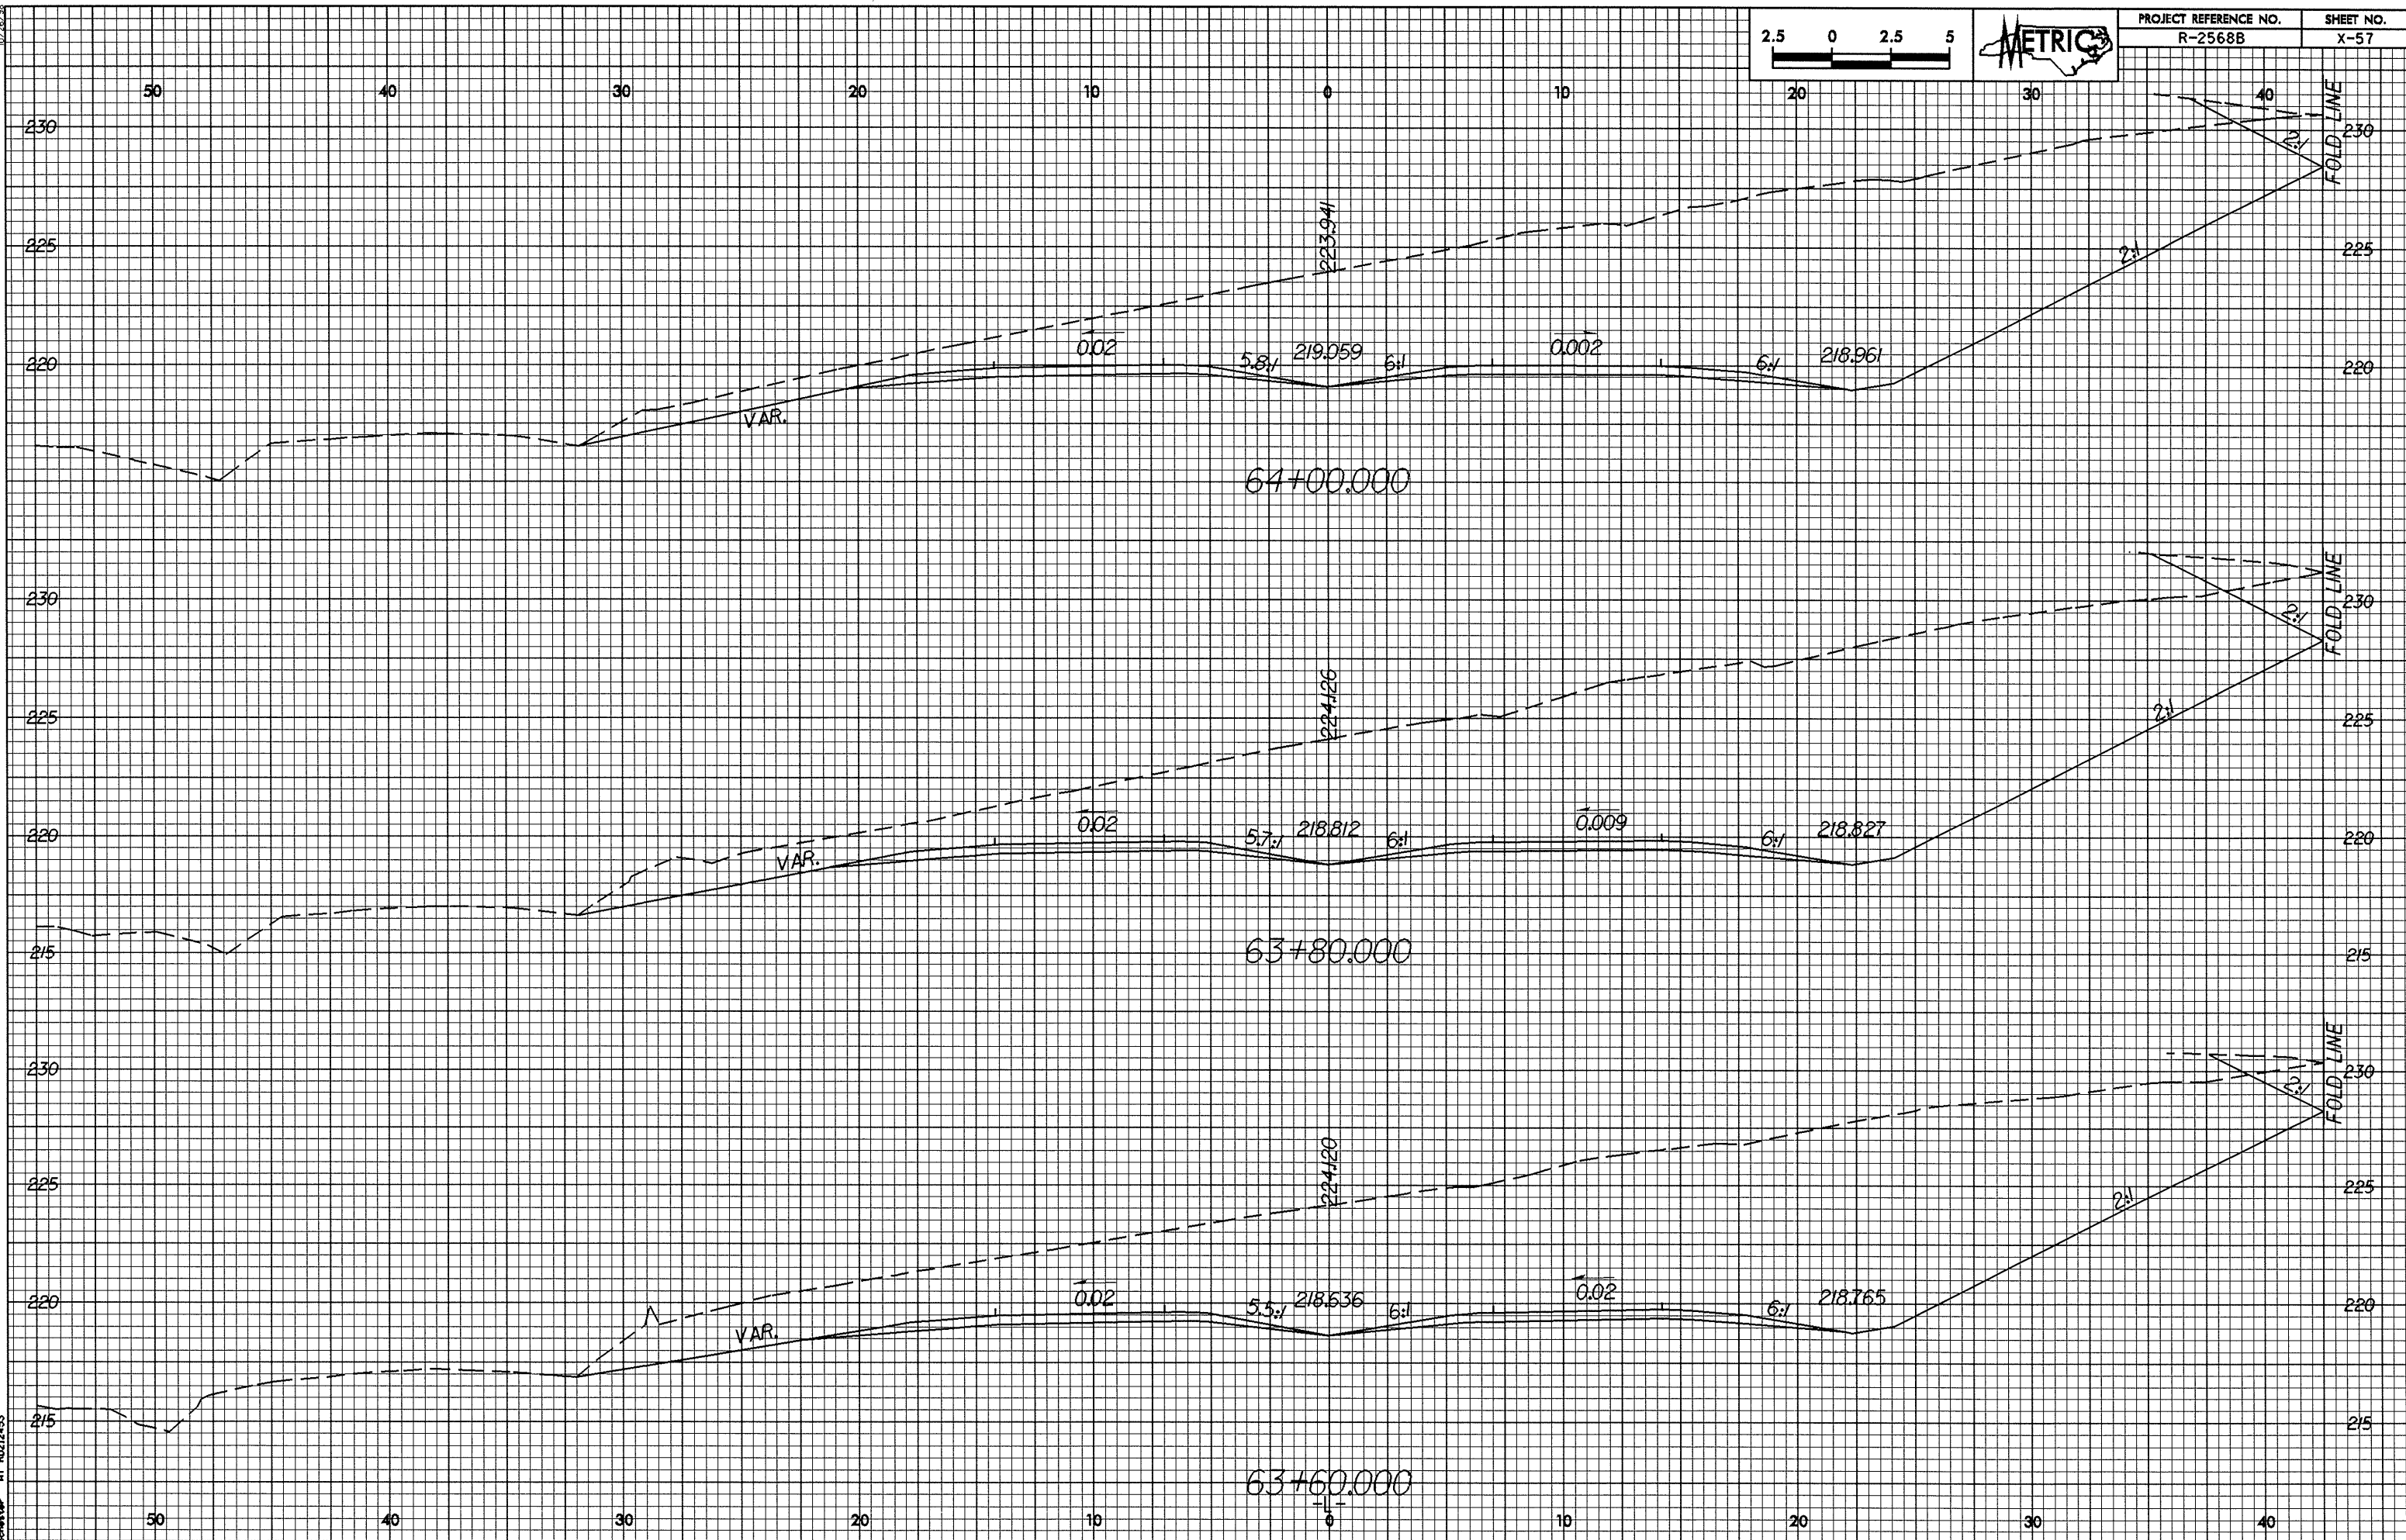 PROJECT REFERENCE NO. SHEET NO.
R-2568B X-57
2.5 0 2.5 5
METRIC
50 40 30 20 10 0 10 20 30 40
FOLD LINE
230 2:1 230
225 223.941 2:1 225
0.02 5.8:1 219.059 6:1 0.002 6:1 218.961
220 220
VAR.
64+00.000
FOLD LINE
230 2:1 230
225 224.126 2:1 225
0.02 5.7:1 218.812 6:1 0.009 6:1 218.827
220 220
VAR.
215 63+80.000 215
FOLD LINE
230 2:1 230
225 224.120 2:1 225
0.02 5.5:1 218.636 6:1 0.02 6:1 218.765
220 220
VAR.
215 215
63+60.000
-L-
50 40 30 20 10 0 10 20 30 40